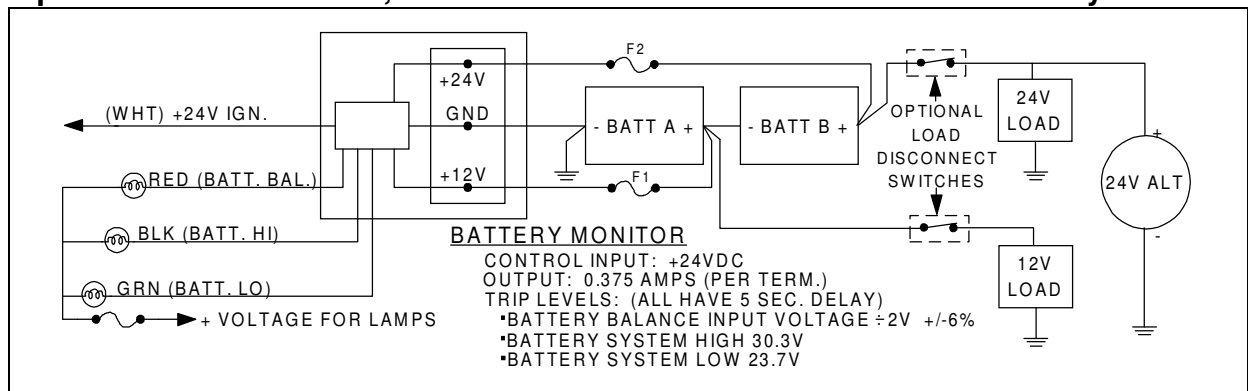 F2
+24V
(WHT) +24V IGN.
GND
- BATT A +
- BATT B +
OPTIONAL
LOAD
DISCONNECT
SWITCHES
24V
LOAD
+
24V ALT
-
+12V
F1
RED (BATT. BAL.)
BLK (BATT. HI)
GRN (BATT. LO)
+ VOLTAGE FOR LAMPS
12V
LOAD
BATTERY MONITOR
CONTROL INPUT: +24VDC
OUTPUT: 0.375 AMPS (PER TERM.)
TRIP LEVELS: (ALL HAVE 5 SEC. DELAY)
▪BATTERY BALANCE INPUT VOLTAGE ÷2V +/-6%
▪BATTERY SYSTEM HIGH 30.3V
▪BATTERY SYSTEM LOW 23.7V